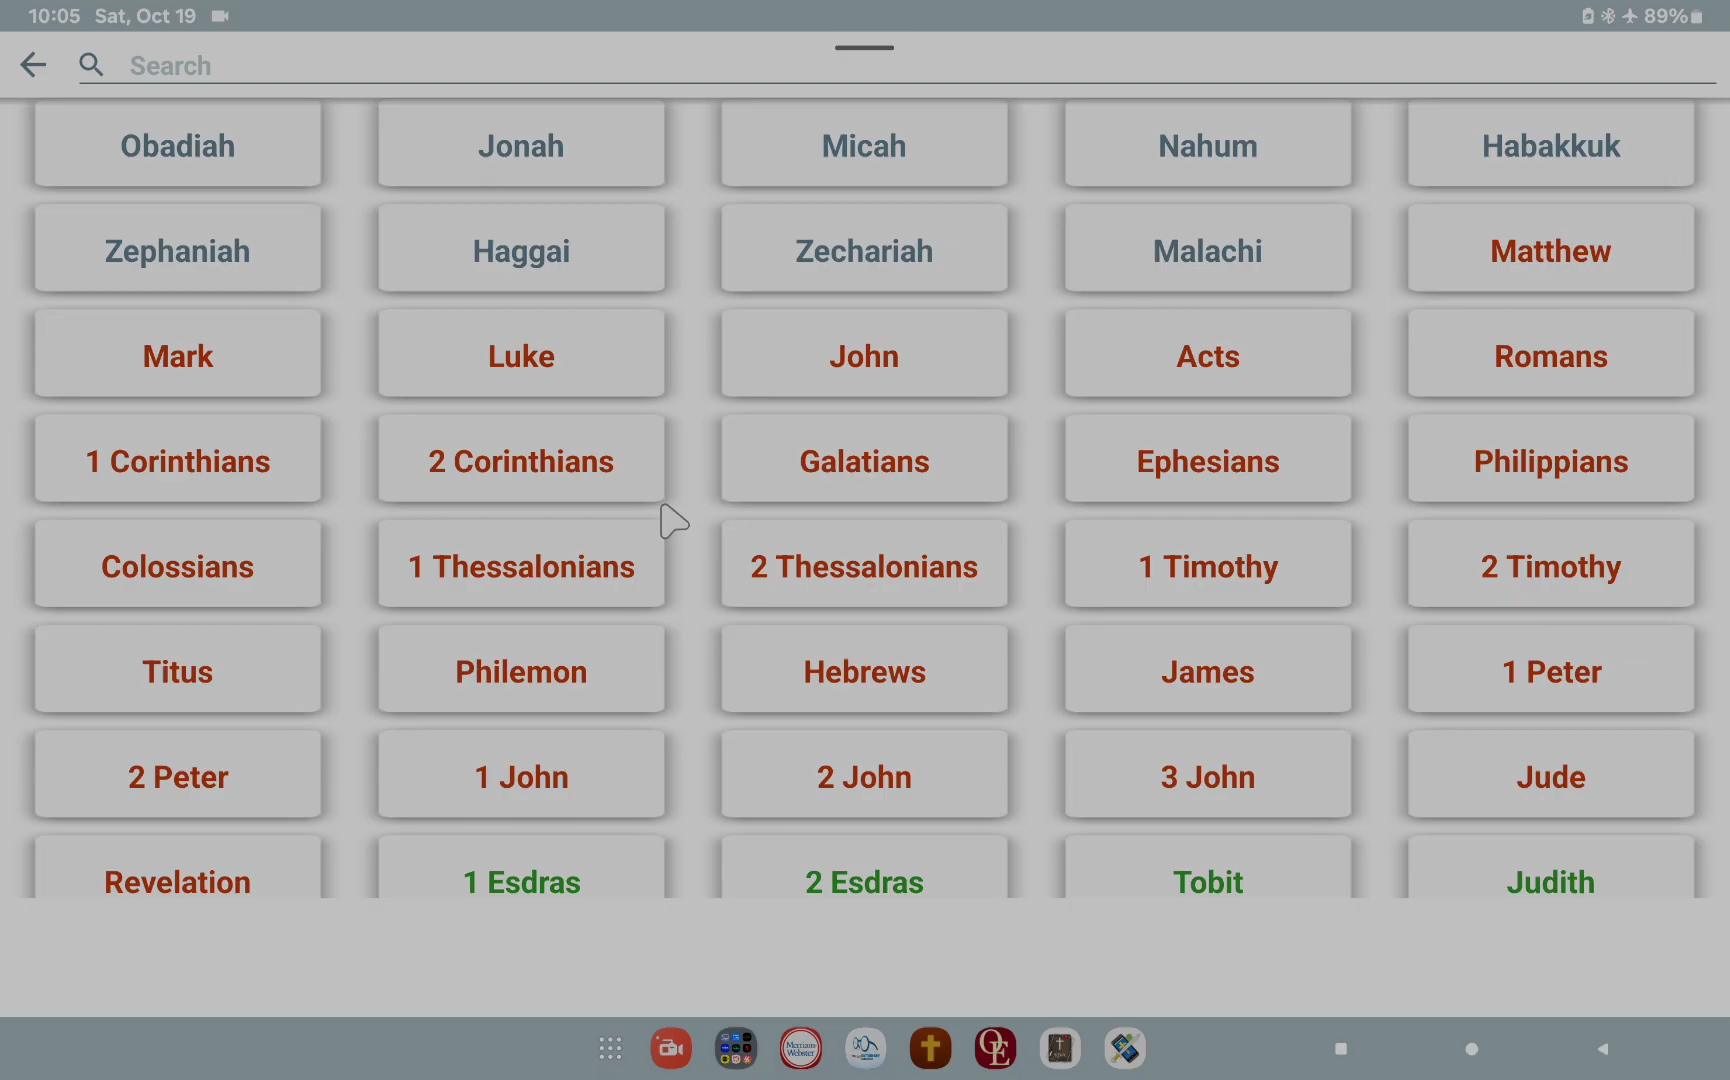 10:05 Sat, Oct 19 89%
Search
Obadiah Jonah Micah Nahum Habakkuk
Zephaniah Haggai Zechariah Malachi Matthew
Mark Luke John Acts Romans
1 Corinthians 2 Corinthians Galatians Ephesians Philippians
Colossians 1 Thessalonians 2 Thessalonians 1 Timothy 2 Timothy
Titus Philemon Hebrews James 1 Peter
2 Peter 1 John 2 John 3 John Jude
Revelation 1 Esdras 2 Esdras Tobit Judith
Merriam-
Webster
OE